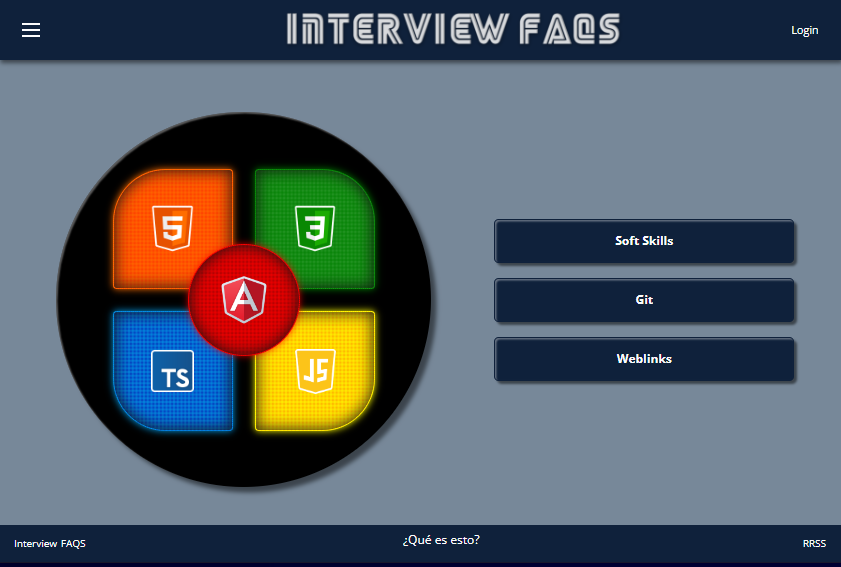 INTERVIEW FAQS
Login
5
3
A
TS
JS
Soft Skills
Git
Weblinks
Interview FAQS
¿Qué es esto?
RRSS